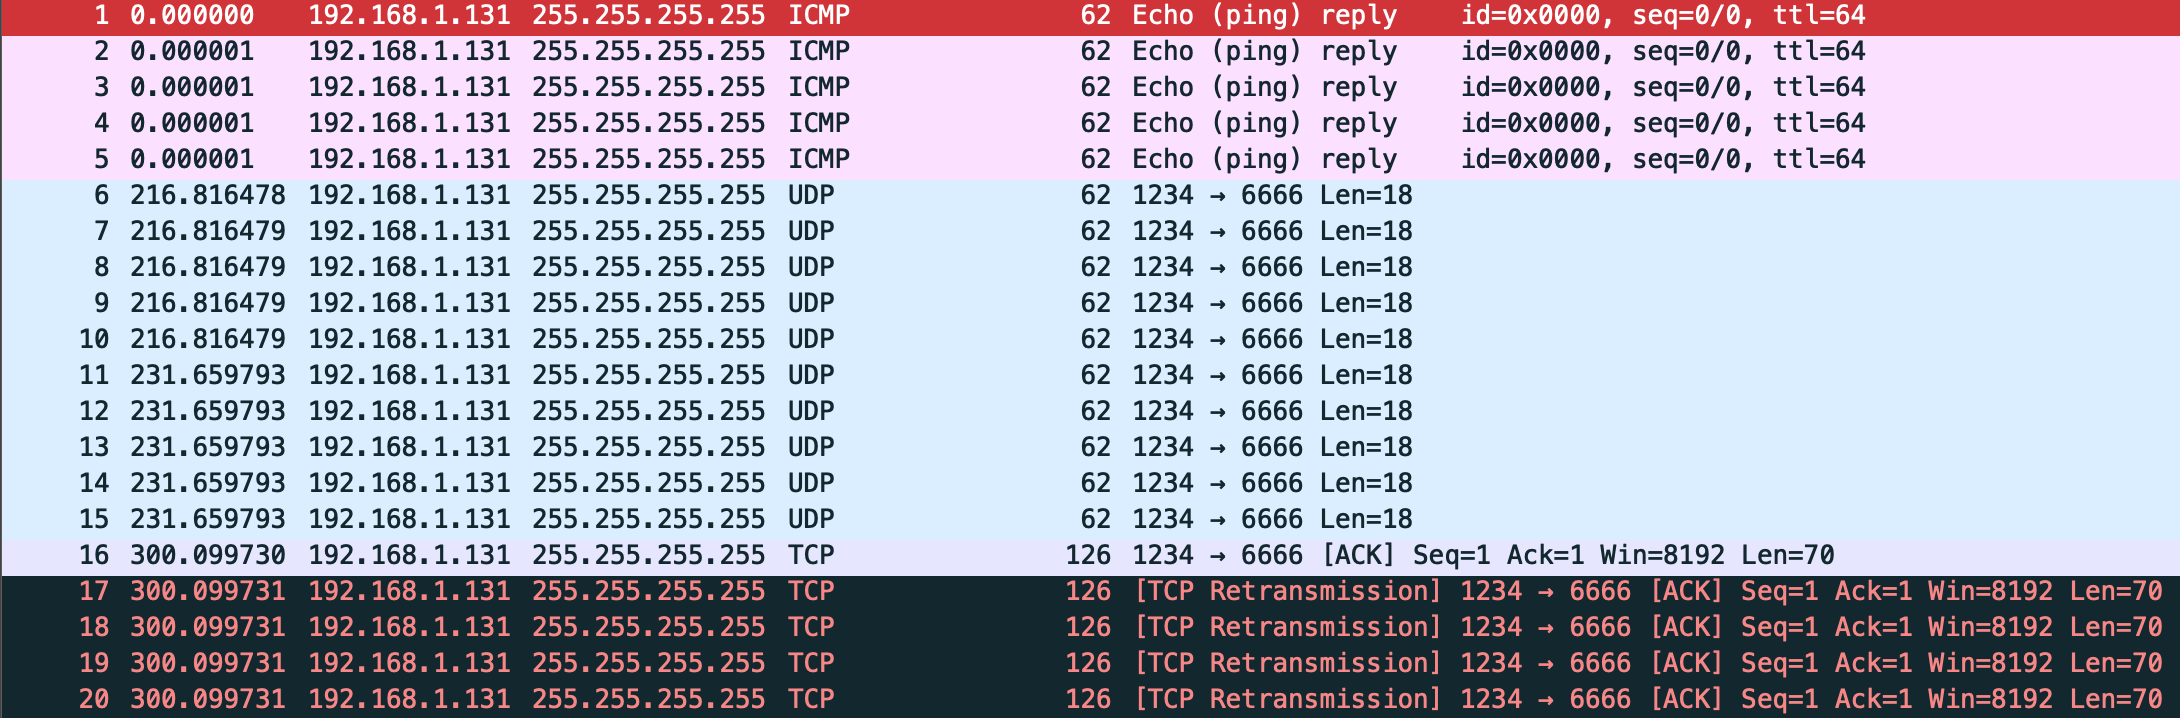 1 0.000000 192.168.1.131 255.255.255.255 ICMP 62 Echo (ping) reply id=0x0000, seq=0/0, ttl=64
2 0.000001 192.168.1.131 255.255.255.255 ICMP 62 Echo (ping) reply id=0x0000, seq=0/0, ttl=64
3 0.000001 192.168.1.131 255.255.255.255 ICMP 62 Echo (ping) reply id=0x0000, seq=0/0, ttl=64
4 0.000001 192.168.1.131 255.255.255.255 ICMP 62 Echo (ping) reply id=0x0000, seq=0/0, ttl=64
5 0.000001 192.168.1.131 255.255.255.255 ICMP 62 Echo (ping) reply id=0x0000, seq=0/0, ttl=64
6 216.816478 192.168.1.131 255.255.255.255 UDP 62 1234 → 6666 Len=18
7 216.816479 192.168.1.131 255.255.255.255 UDP 62 1234 → 6666 Len=18
8 216.816479 192.168.1.131 255.255.255.255 UDP 62 1234 → 6666 Len=18
9 216.816479 192.168.1.131 255.255.255.255 UDP 62 1234 → 6666 Len=18
10 216.816479 192.168.1.131 255.255.255.255 UDP 62 1234 → 6666 Len=18
11 231.659793 192.168.1.131 255.255.255.255 UDP 62 1234 → 6666 Len=18
12 231.659793 192.168.1.131 255.255.255.255 UDP 62 1234 → 6666 Len=18
13 231.659793 192.168.1.131 255.255.255.255 UDP 62 1234 → 6666 Len=18
14 231.659793 192.168.1.131 255.255.255.255 UDP 62 1234 → 6666 Len=18
15 231.659793 192.168.1.131 255.255.255.255 UDP 62 1234 → 6666 Len=18
16 300.099730 192.168.1.131 255.255.255.255 TCP 126 1234 → 6666 [ACK] Seq=1 Ack=1 Win=8192 Len=70
17 300.099731 192.168.1.131 255.255.255.255 TCP 126 [TCP Retransmission] 1234 → 6666 [ACK] Seq=1 Ack=1 Win=8192 Len=70
18 300.099731 192.168.1.131 255.255.255.255 TCP 126 [TCP Retransmission] 1234 → 6666 [ACK] Seq=1 Ack=1 Win=8192 Len=70
19 300.099731 192.168.1.131 255.255.255.255 TCP 126 [TCP Retransmission] 1234 → 6666 [ACK] Seq=1 Ack=1 Win=8192 Len=70
20 300.099731 192.168.1.131 255.255.255.255 TCP 126 [TCP Retransmission] 1234 → 6666 [ACK] Seq=1 Ack=1 Win=8192 Len=70